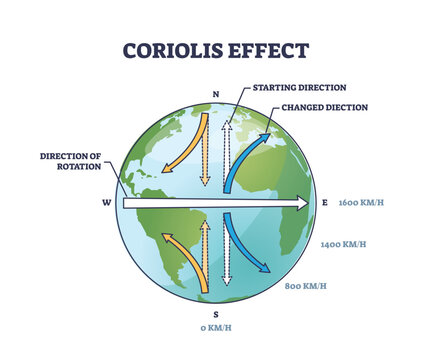 CORIOLIS EFFECT
N
STARTING DIRECTION
CHANGED DIECTION
DIRECTION OF
ROTATION
W
E
1600 KM/H
1400 KM/H
800 KM/H
S
0 KM/H